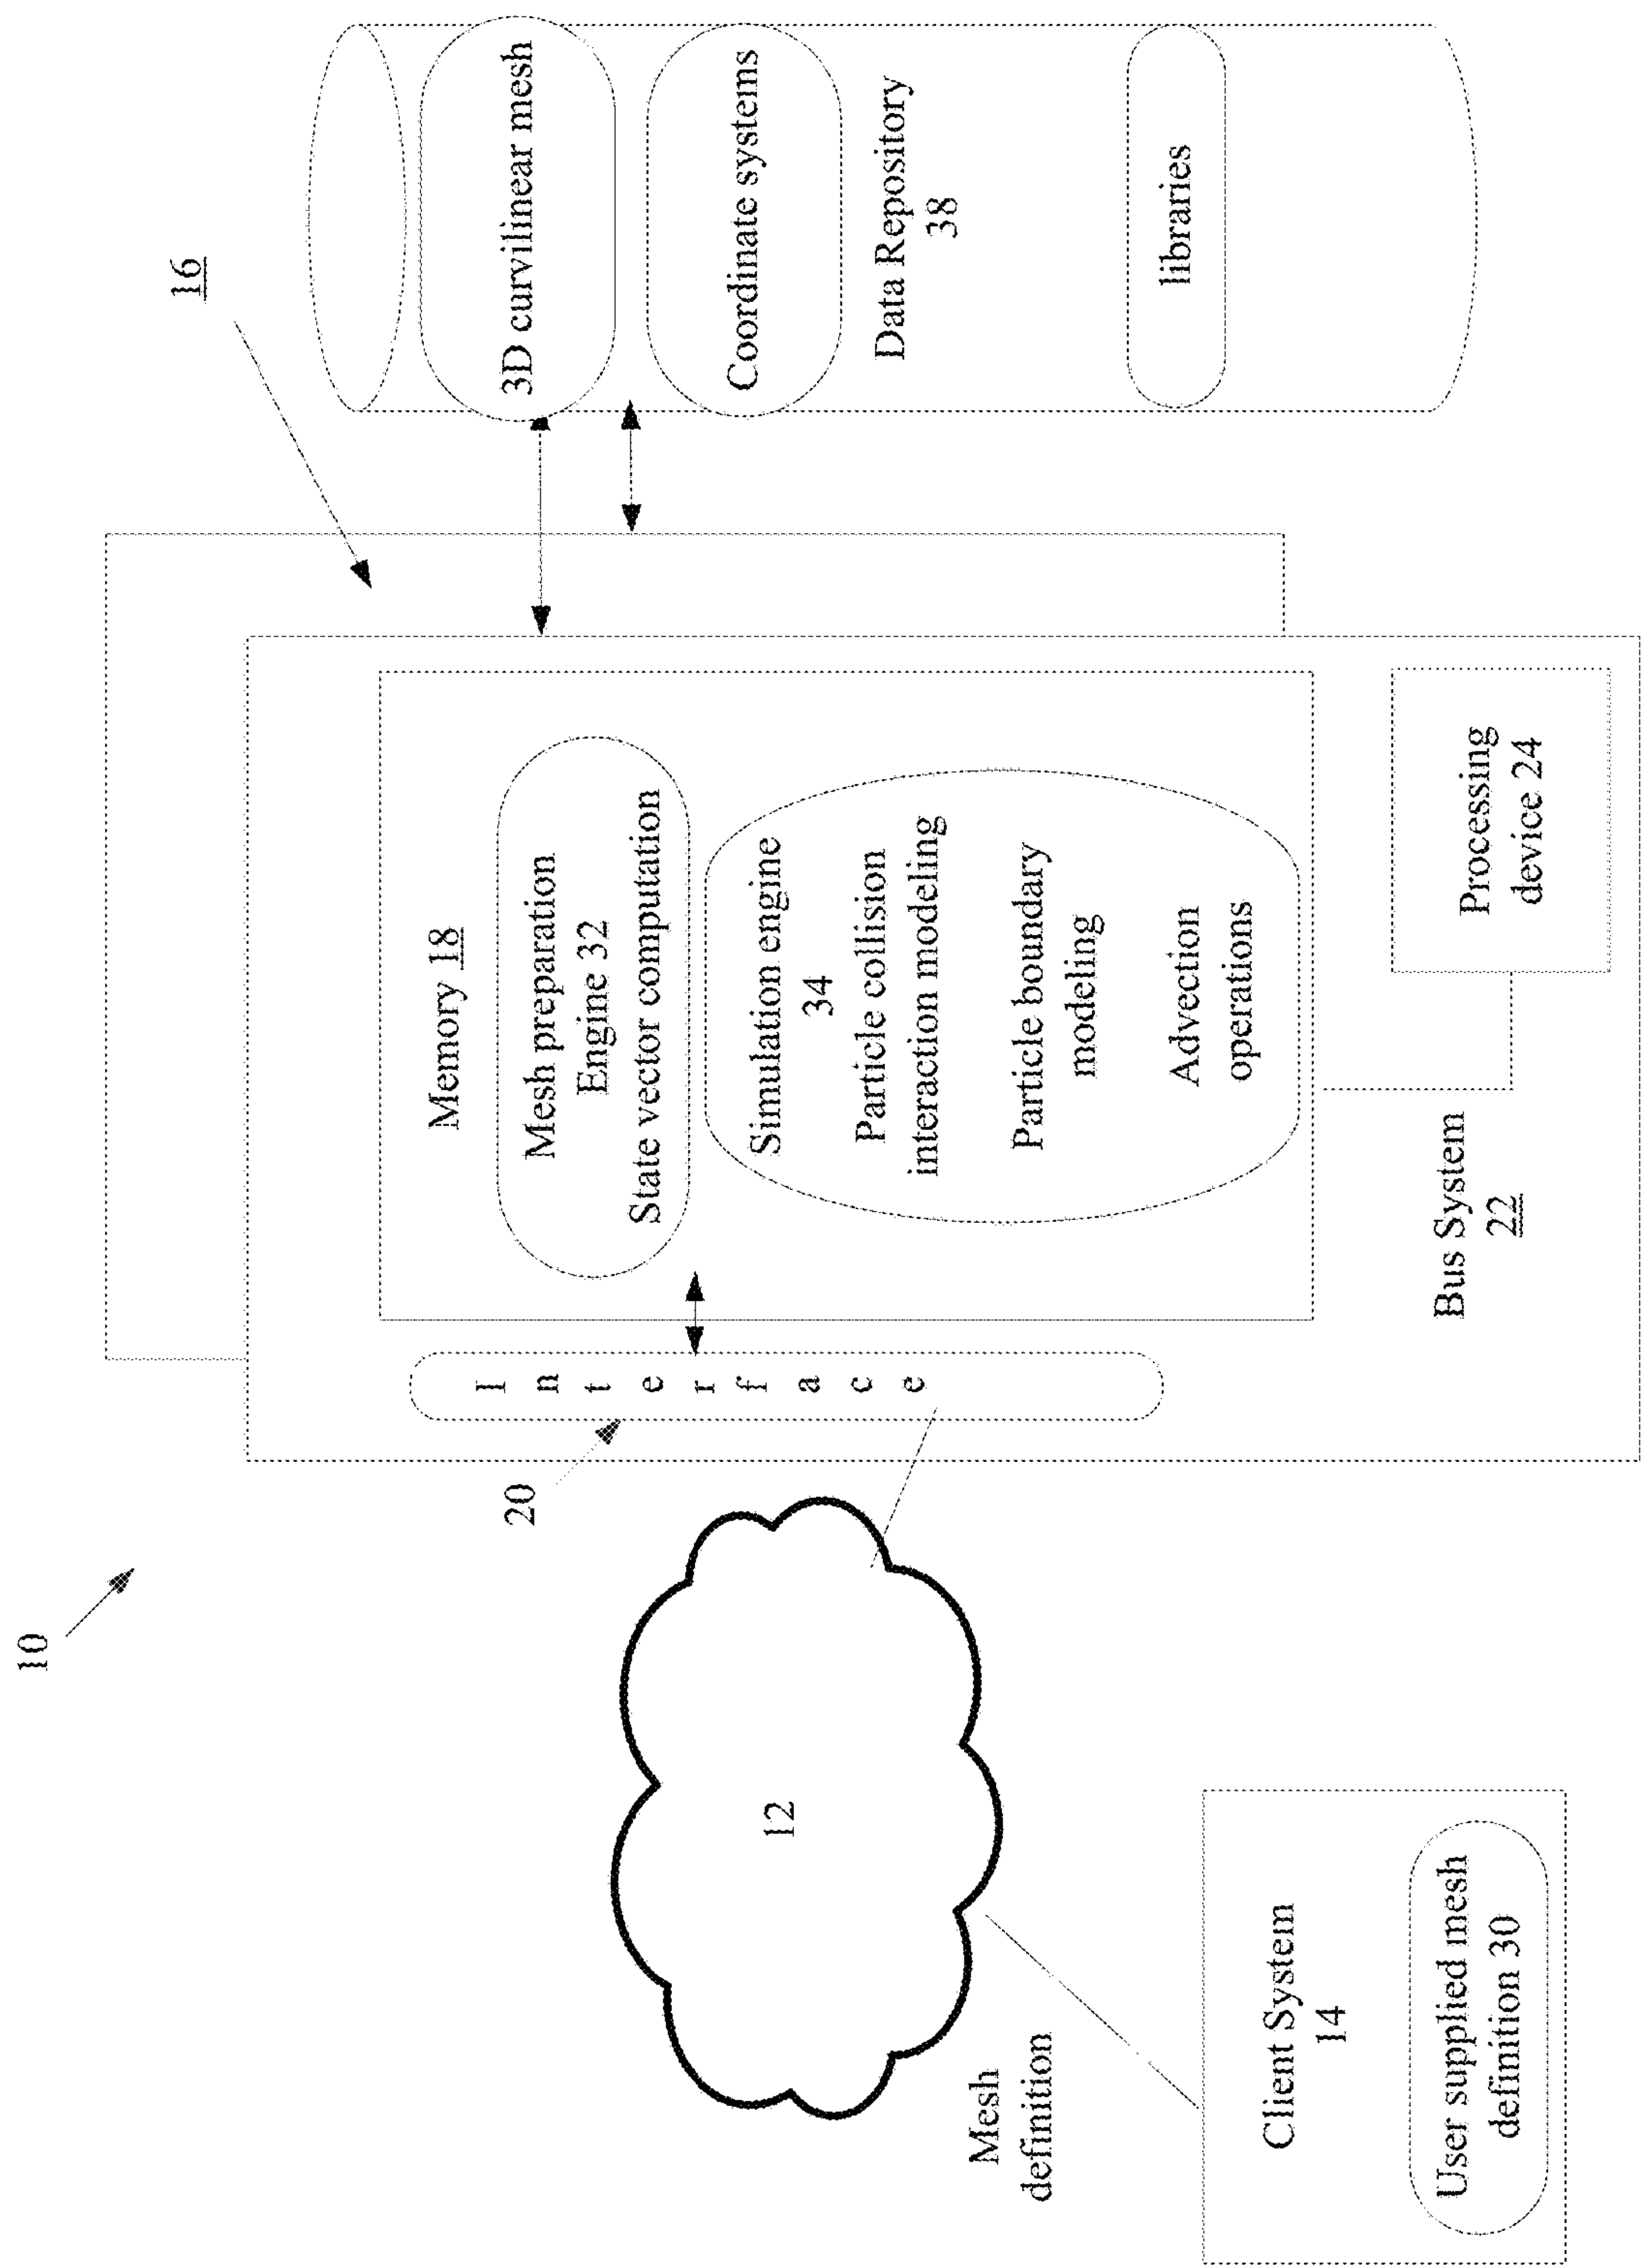 10
16
20
Interface
Memory 18
Mesh preparation
Engine 32
State vector computation
Simulation engine
34
Particle collision
interaction modeling
Particle boundary
modeling
Advection
operations
Bus System
22
Processing
device 24
3D curvilinear mesh
Coordinate systems
Data Repository
38
libraries
12
Mesh
definition
Client System
14
User supplied mesh
definition 30